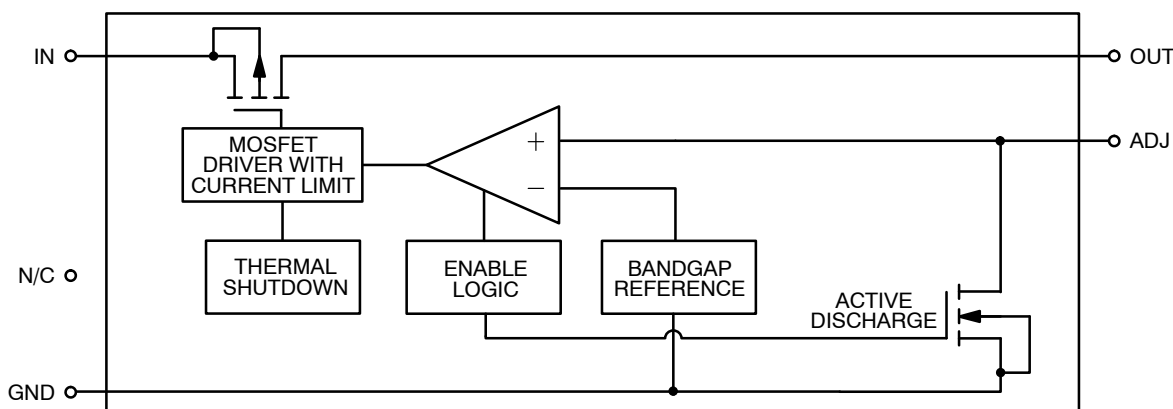 IN
OUT
MOSFET
DRIVER WITH
CURRENT LIMIT
+
−
ADJ
N/C
THERMAL
SHUTDOWN
ENABLE
LOGIC
BANDGAP
REFERENCE
ACTIVE
DISCHARGE
GND